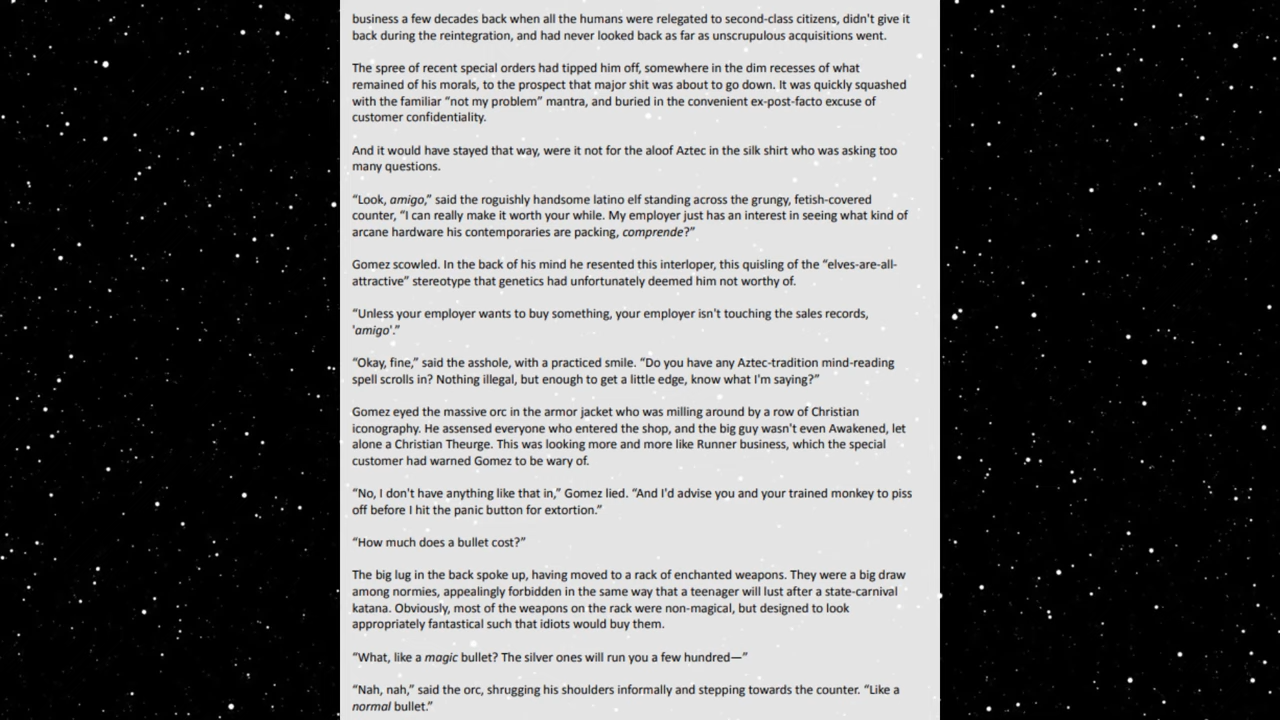 business a few decades back when all the humans were relegated to second-class citizens, didn't give it
back during the reintegration, and had never looked back as far as unscrupulous acquisitions went.
The spree of recent special orders had tipped him off, somewhere in the dim recesses of what
remained of his morals, to the prospect that major shit was about to go down. It was quickly squashed
with the familiar “not my problem” mantra, and buried in the convenient ex-post-facto excuse of
customer confidentiality.
And it would have stayed that way, were it not for the aloof Aztec in the silk shirt who was asking too
many questions.
“Look, amigo,” said the roguishly handsome latino elf standing across the grungy, fetish-covered
counter, “I can really make it worth your while. My employer just has an interest in seeing what kind of
arcane hardware his contemporaries are packing, comprende?”
Gomez scowled. In the back of his mind he resented this interloper, this quisling of the “elves-are-all-
attractive” stereotype that genetics had unfortunately deemed him not worthy of.
“Unless your employer wants to buy something, your employer isn't touching the sales records,
'amigo'.”
“Okay, fine,” said the asshole, with a practiced smile. “Do you have any Aztec-tradition mind-reading
spell scrolls in? Nothing illegal, but enough to get a little edge, know what I'm saying?”
Gomez eyed the massive orc in the armor jacket who was milling around by a row of Christian
iconography. He assensed everyone who entered the shop, and the big guy wasn't even Awakened, let
alone a Christian Theurge. This was looking more and more like Runner business, which the special
customer had warned Gomez to be wary of.
“No, I don't have anything like that in,” Gomez lied. “And I'd advise you and your trained monkey to piss
off before I hit the panic button for extortion.”
“How much does a bullet cost?”
The big lug in the back spoke up, having moved to a rack of enchanted weapons. They were a big draw
among normies, appealingly forbidden in the same way that a teenager will lust after a state-carnival
katana. Obviously, most of the weapons on the rack were non-magical, but designed to look
appropriately fantastical such that idiots would buy them.
“What, like a magic bullet? The silver ones will run you a few hundred—”
“Nah, nah,” said the orc, shrugging his shoulders informally and stepping towards the counter. “Like a
normal bullet.”